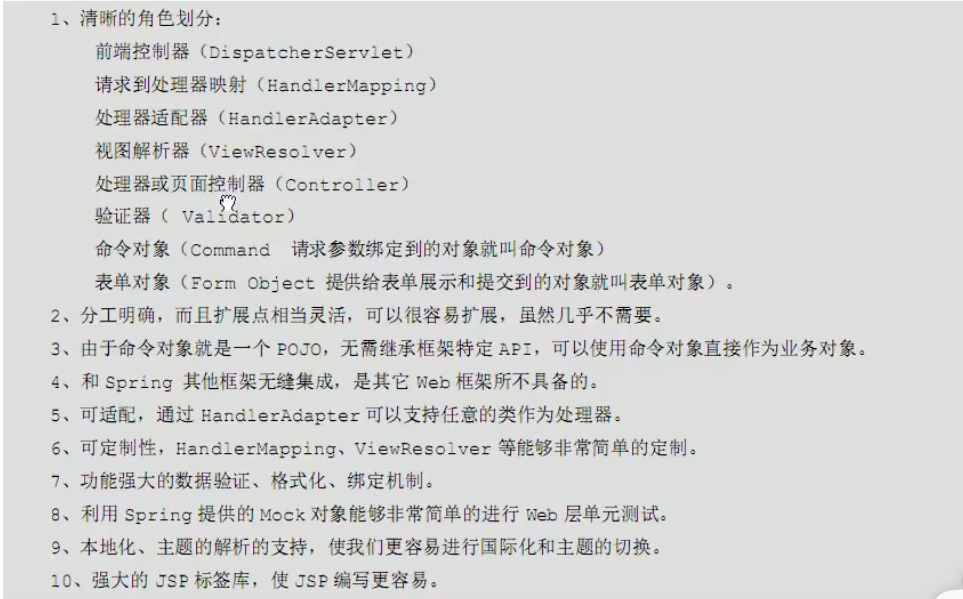 1、清晰的角色划分：
前端控制器（DispatcherServlet）
请求到处理器映射（HandlerMapping）
处理器适配器（HandlerAdapter）
视图解析器（ViewResolver）
处理器或页面控制器（Controller）
验证器（ Validator）
命令对象（Command  请求参数绑定到的对象就叫命令对象）
表单对象（Form Object 提供给表单展示和提交到的对象就叫表单对象）。
2、分工明确，而且扩展点相当灵活，可以很容易扩展，虽然几乎不需要。
3、由于命令对象就是一个 POJO，无需继承框架特定 API，可以使用命令对象直接作为业务对象。
4、和 Spring 其他框架无缝集成，是其它 Web 框架所不具备的。
5、可适配，通过 HandlerAdapter 可以支持任意的类作为处理器。
6、可定制性，HandlerMapping、ViewResolver 等能够非常简单的定制。
7、功能强大的数据验证、格式化、绑定机制。
8、利用 Spring 提供的 Mock 对象能够非常简单的进行 Web 层单元测试。
9、本地化、主题的解析的支持，使我们更容易进行国际化和主题的切换。
10、强大的 JSP 标签库，使 JSP 编写更容易。